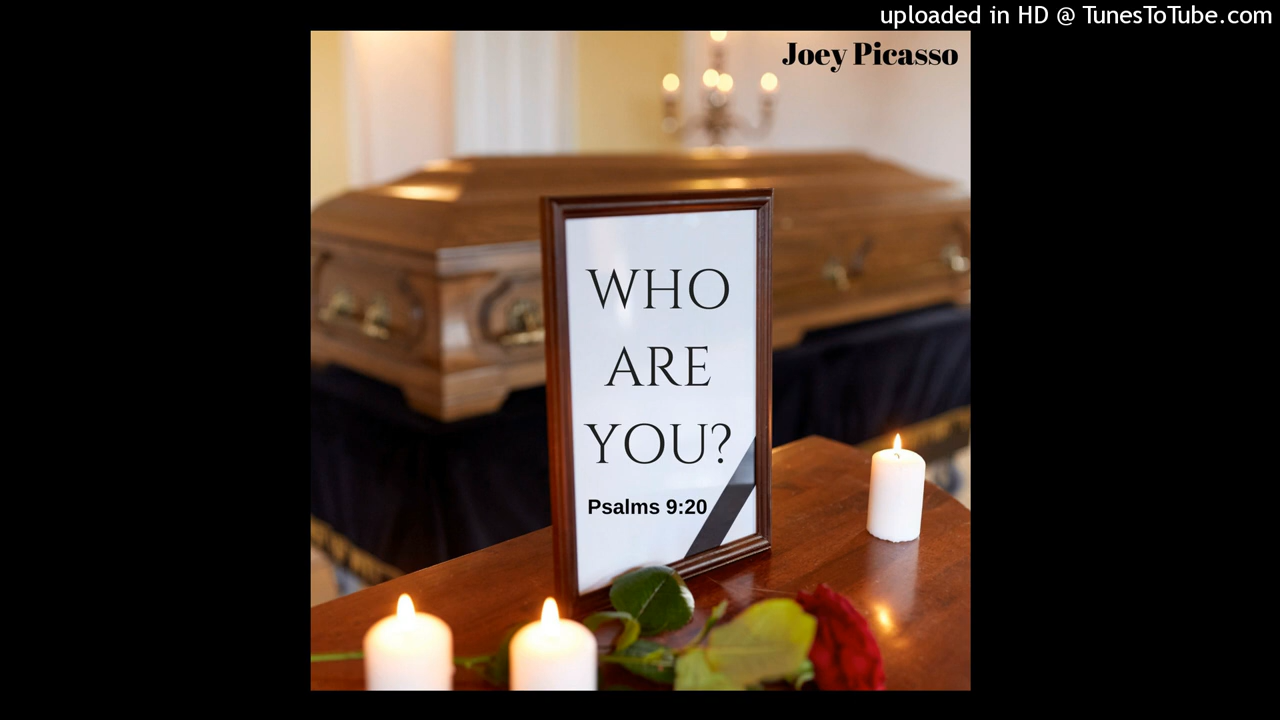 uploaded in HD @ TunesToTube.com
Joey Picasso
WHO
ARE
YOU?
Psalms 9:20